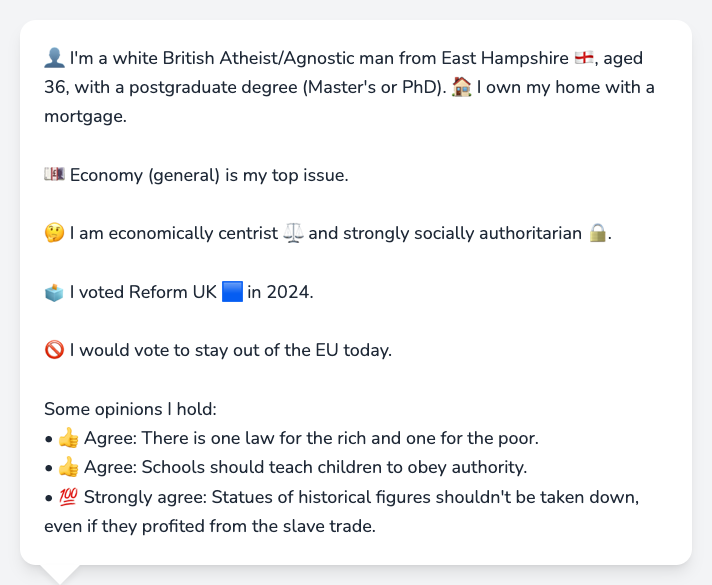 👤 I'm a white British Atheist/Agnostic man from East Hampshire 🏴󠁧󠁢󠁥󠁮󠁧󠁿, aged
36, with a postgraduate degree (Master's or PhD). 🏠 I own my home with a
mortgage.
💷 Economy (general) is my top issue.
🤔 I am economically centrist ⚖️ and strongly socially authoritarian 🔒.
🗳️ I voted Reform UK 🟦 in 2024.
🚫 I would vote to stay out of the EU today.
Some opinions I hold:
• 👍 Agree: There is one law for the rich and one for the poor.
• 👍 Agree: Schools should teach children to obey authority.
• 💯 Strongly agree: Statues of historical figures shouldn't be taken down,
even if they profited from the slave trade.